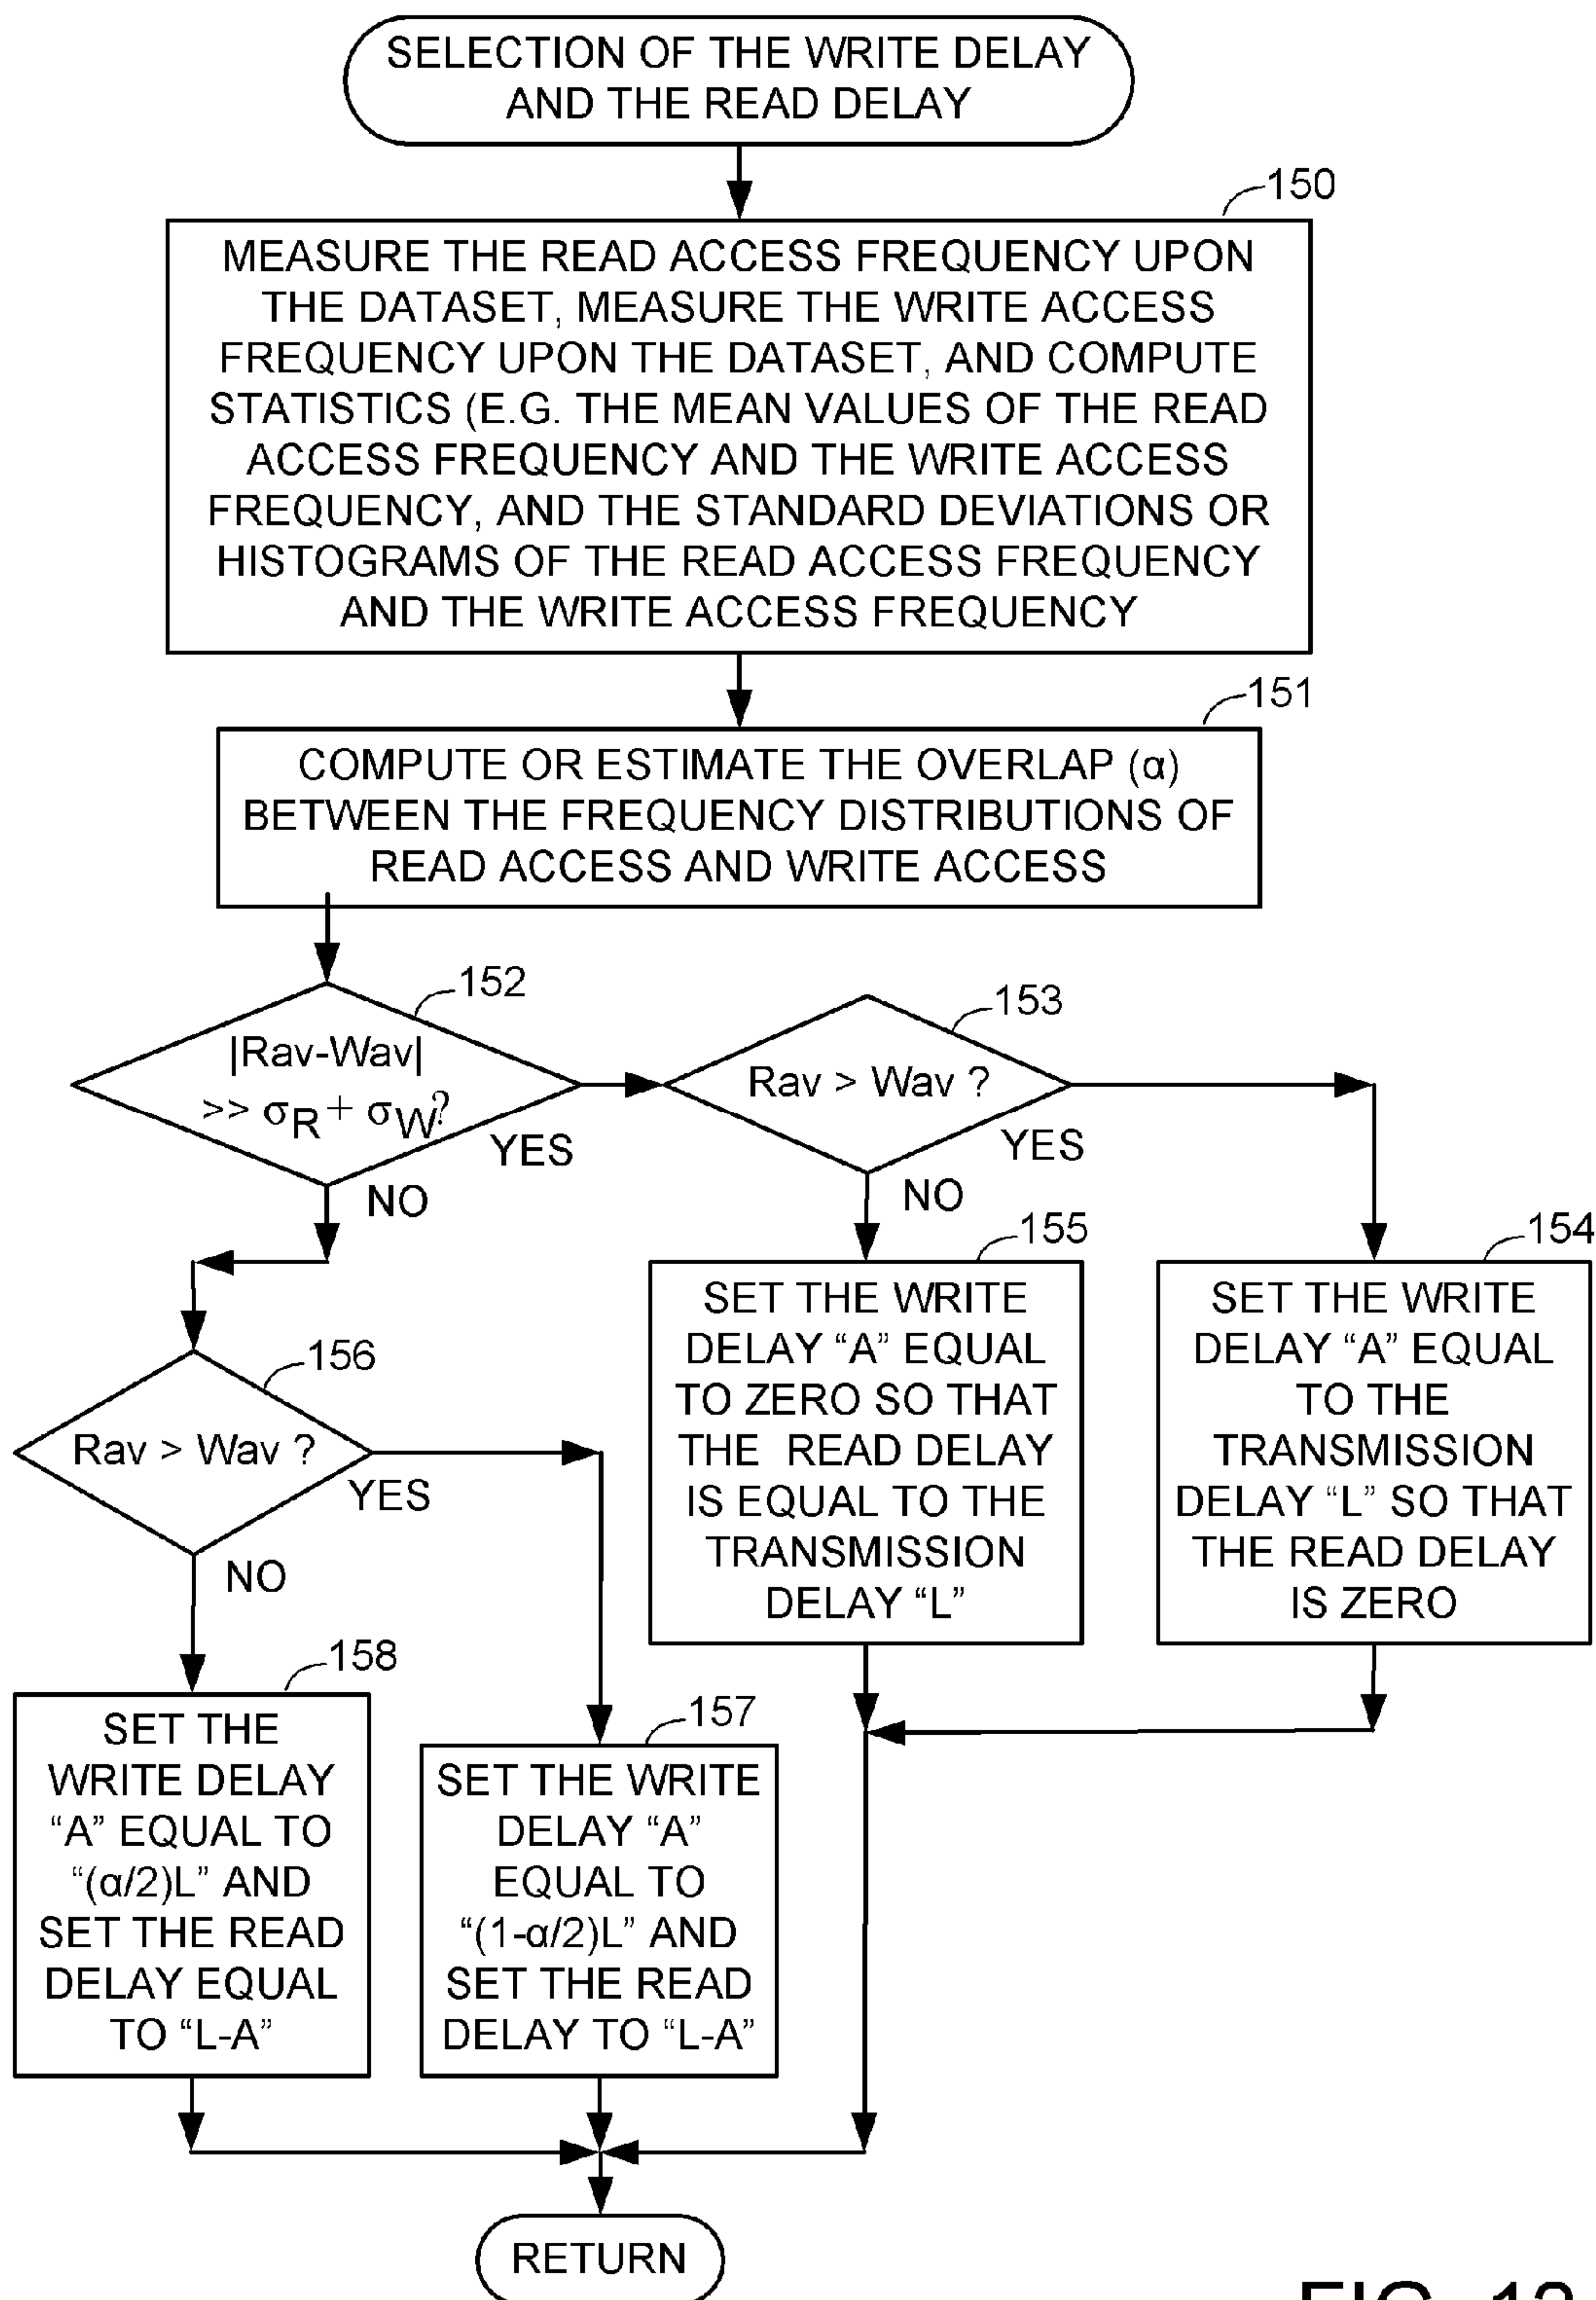 SELECTION OF THE WRITE DELAY
AND THE READ DELAY
150
MEASURE THE READ ACCESS FREQUENCY UPON
THE DATASET, MEASURE THE WRITE ACCESS
FREQUENCY UPON THE DATASET, AND COMPUTE
STATISTICS (E.G. THE MEAN VALUES OF THE READ
ACCESS FREQUENCY AND THE WRITE ACCESS
FREQUENCY, AND THE STANDARD DEVIATIONS OR
HISTOGRAMS OF THE READ ACCESS FREQUENCY
AND THE WRITE ACCESS FREQUENCY
151
COMPUTE OR ESTIMATE THE OVERLAP (α)
BETWEEN THE FREQUENCY DISTRIBUTIONS OF
READ ACCESS AND WRITE ACCESS
152
|Rav-Wav|
>> σR + σW?
YES
NO
153
Rav > Wav ?
YES
NO
155
SET THE WRITE
DELAY “A” EQUAL
TO ZERO SO THAT
THE READ DELAY
IS EQUAL TO THE
TRANSMISSION
DELAY “L”
154
SET THE WRITE
DELAY “A” EQUAL
TO THE
TRANSMISSION
DELAY “L” SO THAT
THE READ DELAY
IS ZERO
156
Rav > Wav ?
YES
NO
158
SET THE
WRITE DELAY
“A” EQUAL TO
“(α/2)L” AND
SET THE READ
DELAY EQUAL
TO “L-A”
157
SET THE WRITE
DELAY “A”
EQUAL TO
“(1-α/2)L” AND
SET THE READ
DELAY TO “L-A”
RETURN